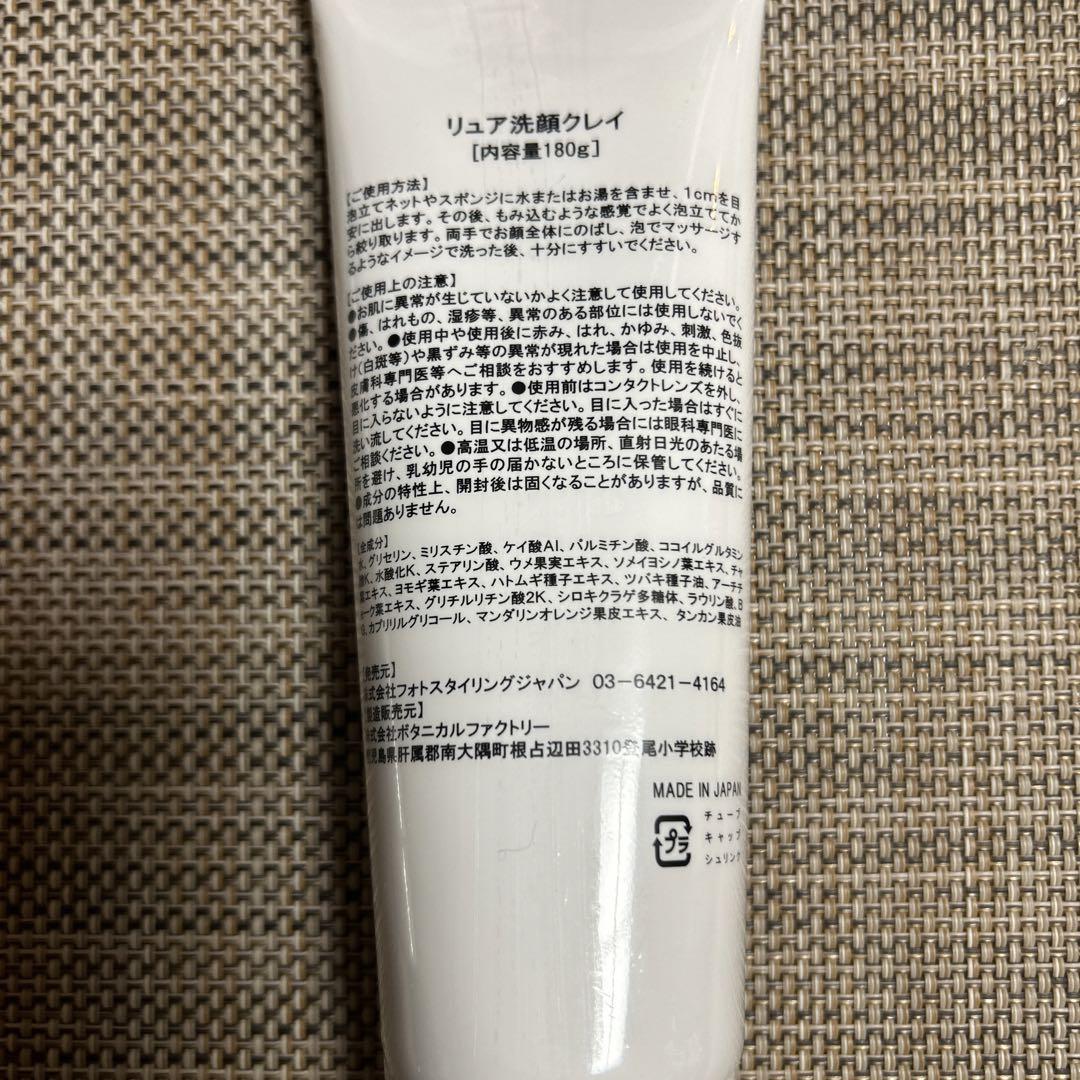 リュア洗顔クレイ
[内容量180g]
【ご使用方法】
泡立てネットやスポンジに水またはお湯を含ませ、1cmを目
安に出します。その後、もみ込むような感覚でよく泡立ててか
ら絞り取ります。両手でお顔全体にのばし、泡でマッサージす
るようなイメージで洗った後、十分にすすいでください。
【ご使用上の注意】
●お肌に異常が生じていないかよく注意して使用してください。
●傷、はれもの、湿疹等、異常のある部位には使用しないでく
ださい。●使用中や使用後に赤み、はれ、かゆみ、刺激、色抜
け(白斑等)や黒ずみ等の異常が現れた場合は使用を中止し、
皮膚科専門医等へご相談をおすすめします。使用を続けると
悪化する場合があります。●使用前はコンタクトレンズを外し、
目に入らないように注意してください。目に入った場合はすぐに
洗い流してください。目に異物感が残る場合には眼科専門医に
ご相談ください。●高温又は低温の場所、直射日光のあたる場
所を避け、乳幼児の手の届かないところに保管してください。
●成分の特性上、開封後は固くなることがありますが、品質に
は問題ありません。
【全成分】
水、グリセリン、ミリスチン酸、ケイ酸Al、パルミチン酸、ココイルグルタミン
酸K、水酸化K、ステアリン酸、ウメ果実エキス、ソメイヨシノ葉エキス、チャ
葉エキス、ヨモギ葉エキス、ハトムギ種子エキス、ツバキ種子油、アーチチ
ョーク葉エキス、グリチルリチン酸2K、シロキクラゲ多糖体、ラウリン酸、B
G、カプリリルグリコール、マンダリンオレンジ果皮エキス、タンカン果皮油
【発売元】
株式会社フォトスタイリングジャパン 03-6421-4164
【製造販売元】
株式会社ボタニカルファクトリー
鹿児島県肝属郡南大隅町根占辺田3310登尾小学校跡
MADE IN JAPAN
プラ
チューブ
キャップ
シュリンク